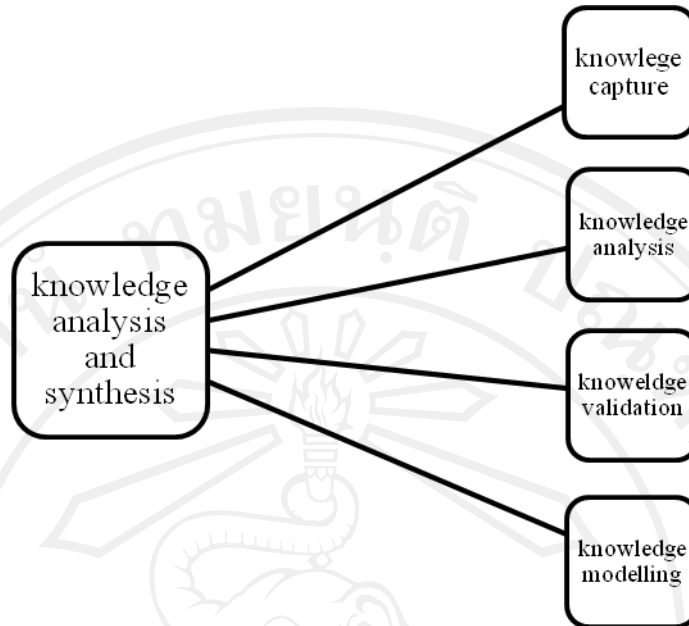 knowlege
capture
knowledge
analysis
knowledge
analysis
and
synthesis
knoweldge
validation
knowledge
modelling